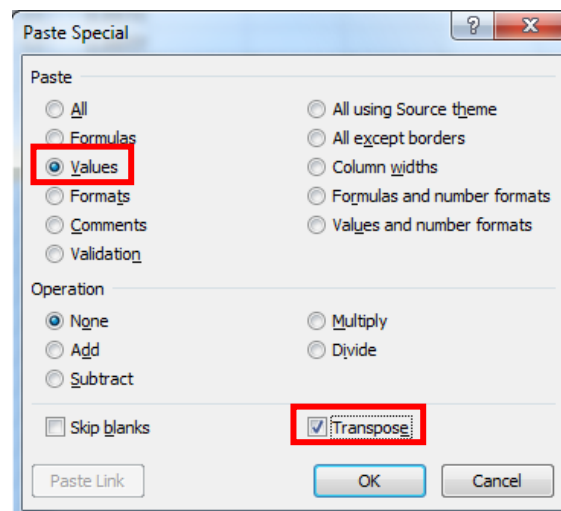 Paste Special
Paste
All
All using Source theme
Formulas
All except borders
Values
Column widths
Formats
Formulas and number formats
Comments
Values and number formats
Validation
Operation
None
Multiply
Add
Divide
Subtract
Skip blanks
Transpose
Paste Link
OK
Cancel